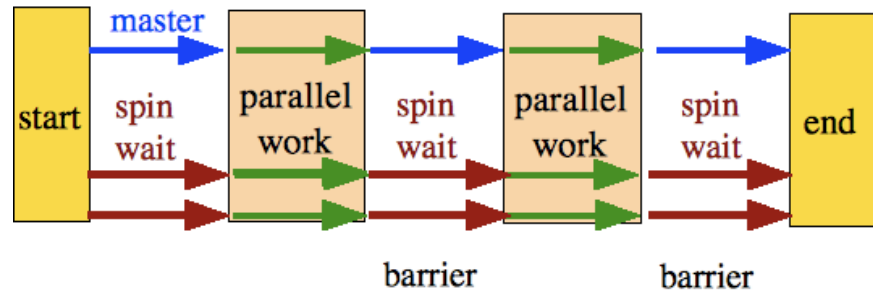 master
start
spin
wait
parallel
work
spin
wait
parallel
work
spin
wait
end
barrier
barrier